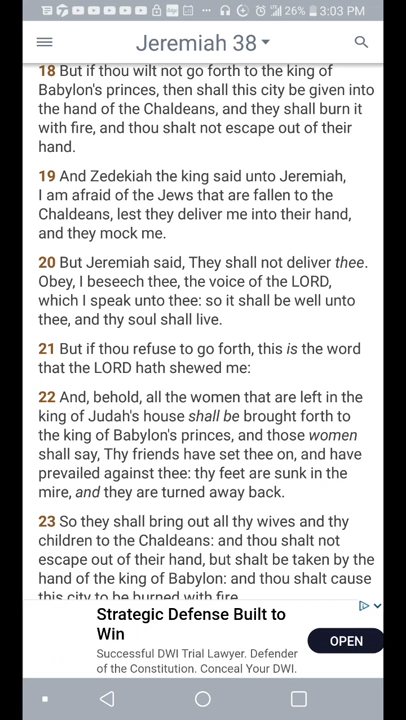 26% 3:03 PM
Jeremiah 38
18 But if thou wilt not go forth to the king of
Babylon's princes, then shall this city be given into
the hand of the Chaldeans, and they shall burn it
with fire, and thou shalt not escape out of their
hand.
19 And Zedekiah the king said unto Jeremiah,
I am afraid of the Jews that are fallen to the
Chaldeans, lest they deliver me into their hand,
and they mock me.
20 But Jeremiah said, They shall not deliver thee.
Obey, I beseech thee, the voice of the LORD,
which I speak unto thee: so it shall be well unto
thee, and thy soul shall live.
21 But if thou refuse to go forth, this is the word
that the LORD hath shewed me:
22 And, behold, all the women that are left in the
king of Judah's house shall be brought forth to
the king of Babylon's princes, and those women
shall say, Thy friends have set thee on, and have
prevailed against thee: thy feet are sunk in the
mire, and they are turned away back.
23 So they shall bring out all thy wives and thy
children to the Chaldeans: and thou shalt not
escape out of their hand, but shalt be taken by the
hand of the king of Babylon: and thou shalt cause
this city to be burned with fire
Strategic Defense Built to
Win
Successful DWI Trial Lawyer. Defender
of the Constitution. Conceal Your DWI.
OPEN